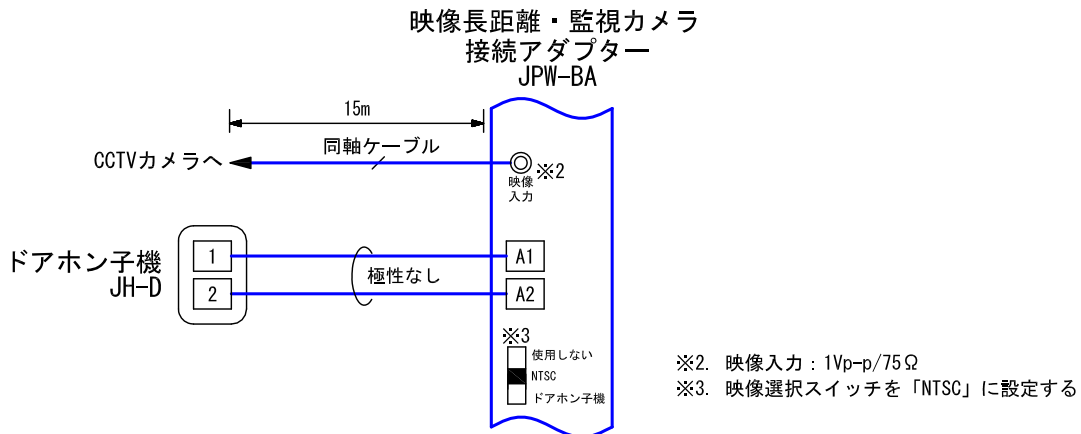 映像長距離・監視カメラ
接続アダプター
JPW-BA
15m
同軸ケーブル
CCTVカメラへ
※2
映像
入力
ドアホン子機
JH-D
1
2
極性なし
A1
A2
※3
使用しない
NTSC
ドアホン子機
※2. 映像入力：1Vp-p/75Ω
※3. 映像選択スイッチを「NTSC」に設定する